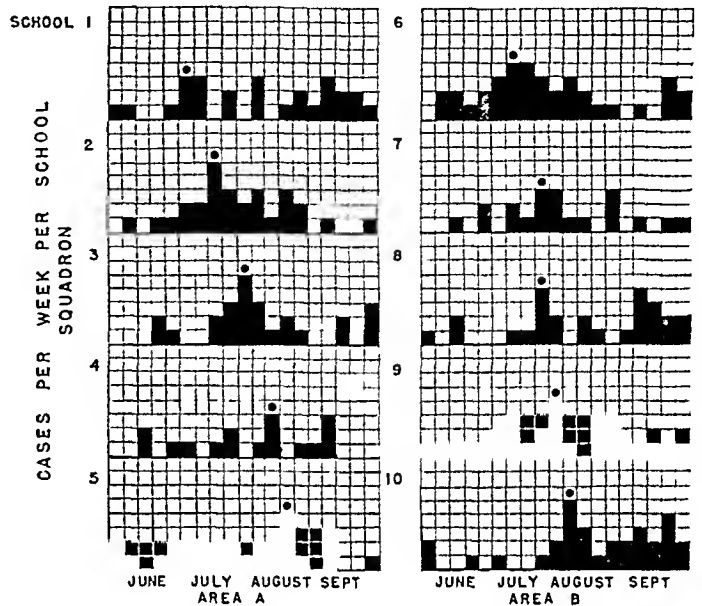 SCHOOL 1
2
3
4
5
6
7
8
9
10
CASES PER WEEK PER SCHOOL
SQUADRON
JUNE JULY AUGUST SEPT
AREA A
JUNE JULY AUGUST SEPT
AREA B